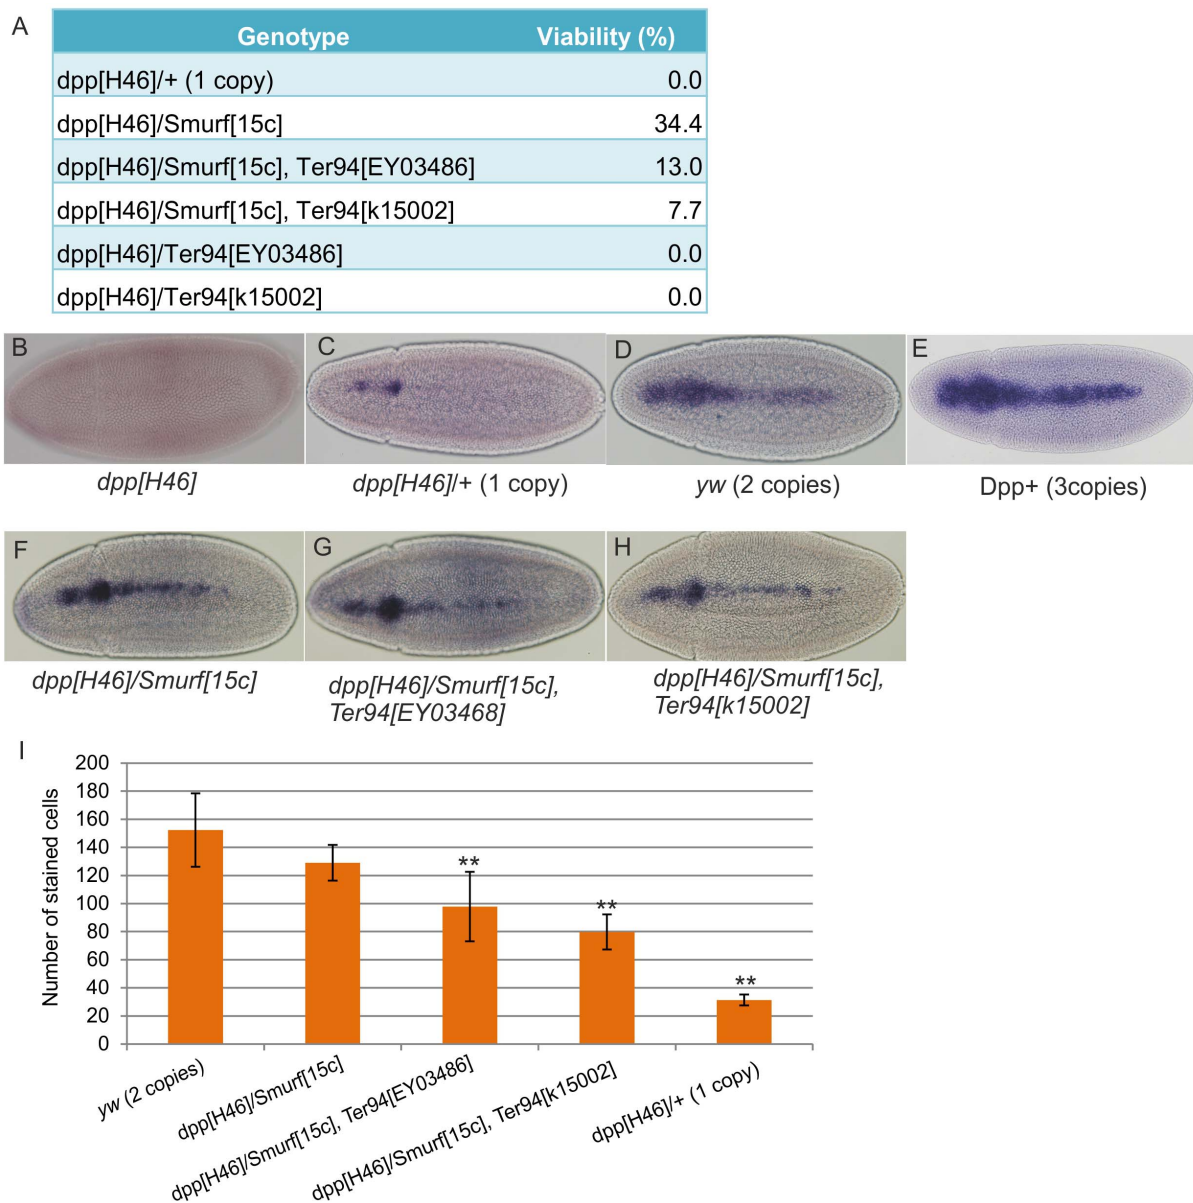 A
Genotype Viability (%)
dpp[H46]/+ (1 copy) 0.0
dpp[H46]/Smurf[15c] 34.4
dpp[H46]/Smurf[15c], Ter94[EY03486] 13.0
dpp[H46]/Smurf[15c], Ter94[k15002] 7.7
dpp[H46]/Ter94[EY03486] 0.0
dpp[H46]/Ter94[k15002] 0.0
B
C
D
E
dpp[H46]
dpp[H46]/+ (1 copy)
yw (2 copies)
Dpp+ (3copies)
F
G
H
dpp[H46]/Smurf[15c]
dpp[H46]/Smurf[15c],
Ter94[EY03468]
dpp[H46]/Smurf[15c],
Ter94[k15002]
I
Number of stained cells
200
180
160
140
120
100
80
60
40
20
0
**
**
**
yw (2 copies)
dpp[H46]/Smurf[15c]
dpp[H46]/Smurf[15c], Ter94[EY03486]
dpp[H46]/Smurf[15c], Ter94[k15002]
dpp[H46]/+ (1 copy)